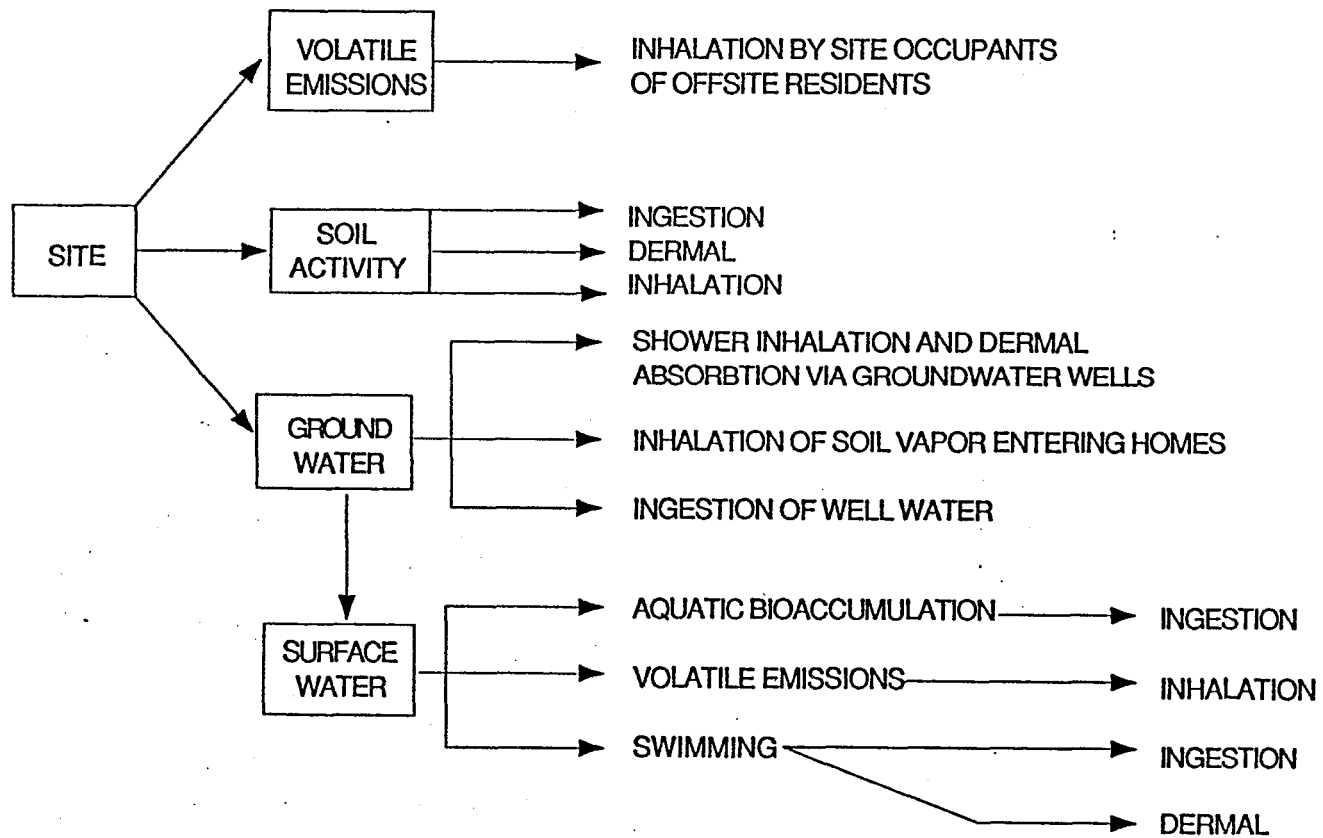 VOLATILE
EMISSIONS
INHALATION BY SITE OCCUPANTS
OF OFFSITE RESIDENTS
SITE
SOIL
ACTIVITY
INGESTION
DERMAL
INHALATION
GROUND
WATER
SHOWER INHALATION AND DERMAL
ABSORBTION VIA GROUNDWATER WELLS
INHALATION OF SOIL VAPOR ENTERING HOMES
INGESTION OF WELL WATER
SURFACE
WATER
AQUATIC BIOACCUMULATION
INGESTION
VOLATILE EMISSIONS
INHALATION
SWIMMING
INGESTION
DERMAL